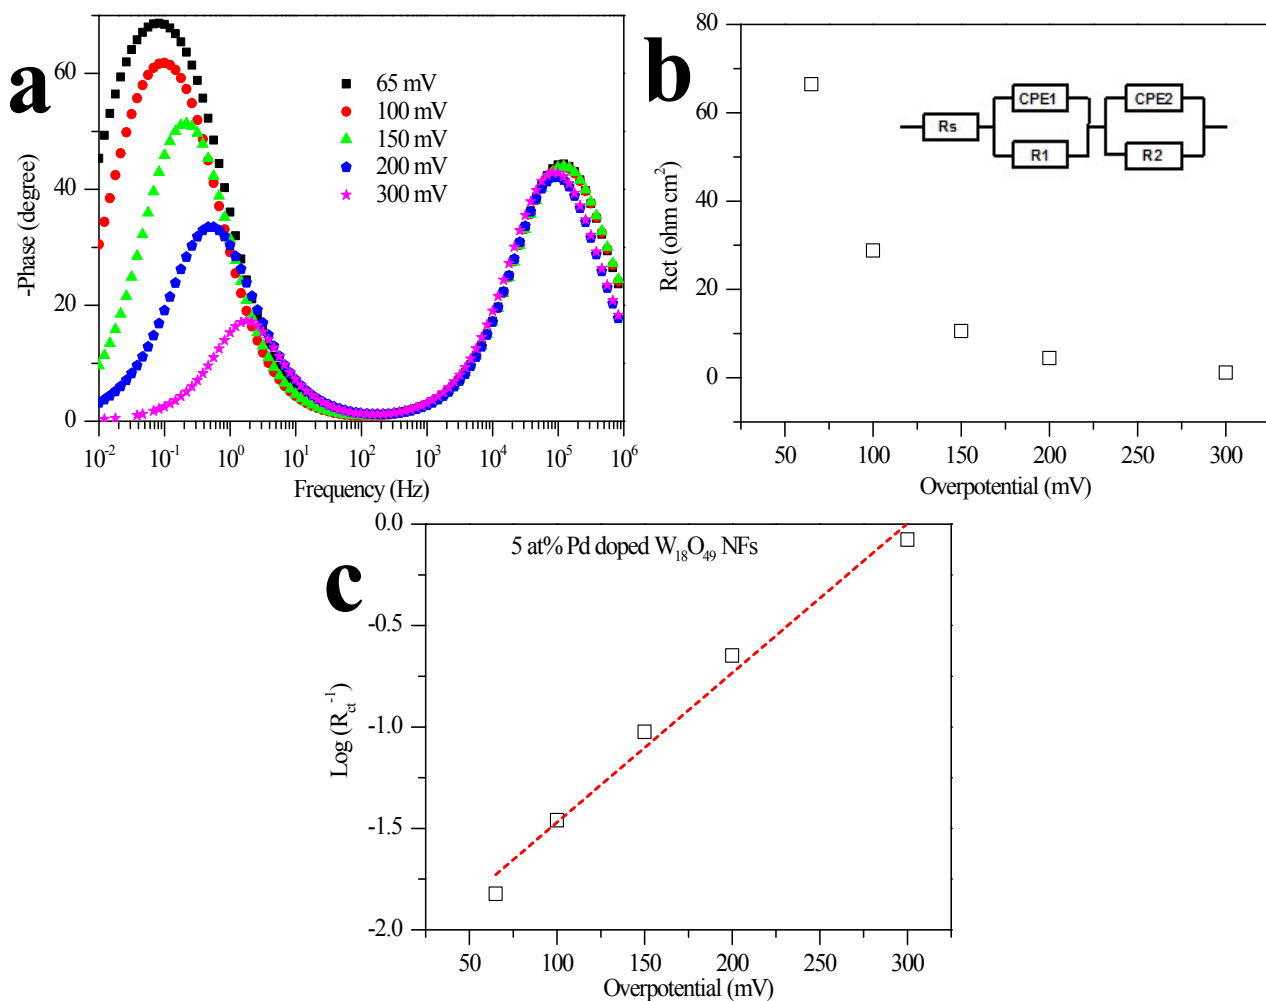 a
-Phase (degree)
60
40
20
0
65 mV
100 mV
150 mV
200 mV
300 mV
10⁻² 10⁻¹ 10⁰ 10¹ 10² 10³ 10⁴ 10⁵ 10⁶
Frequency (Hz)
b
Rct (ohm cm²)
80
60
40
20
0
Rs
CPE1
R1
CPE2
R2
50 100 150 200 250 300
Overpotential (mV)
c
5 at% Pd doped W₁₈O₄₉ NFs
Log (R_ct⁻¹)
0.0
-0.5
-1.0
-1.5
-2.0
50 100 150 200 250 300
Overpotential (mV)